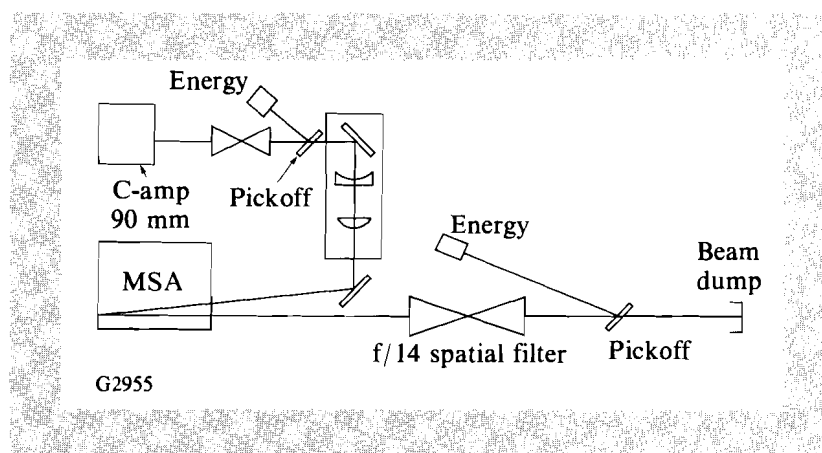 Energy
C-amp
90 mm
Pickoff
MSA
Energy
Beam
dump
f/14 spatial filter
Pickoff
G2955